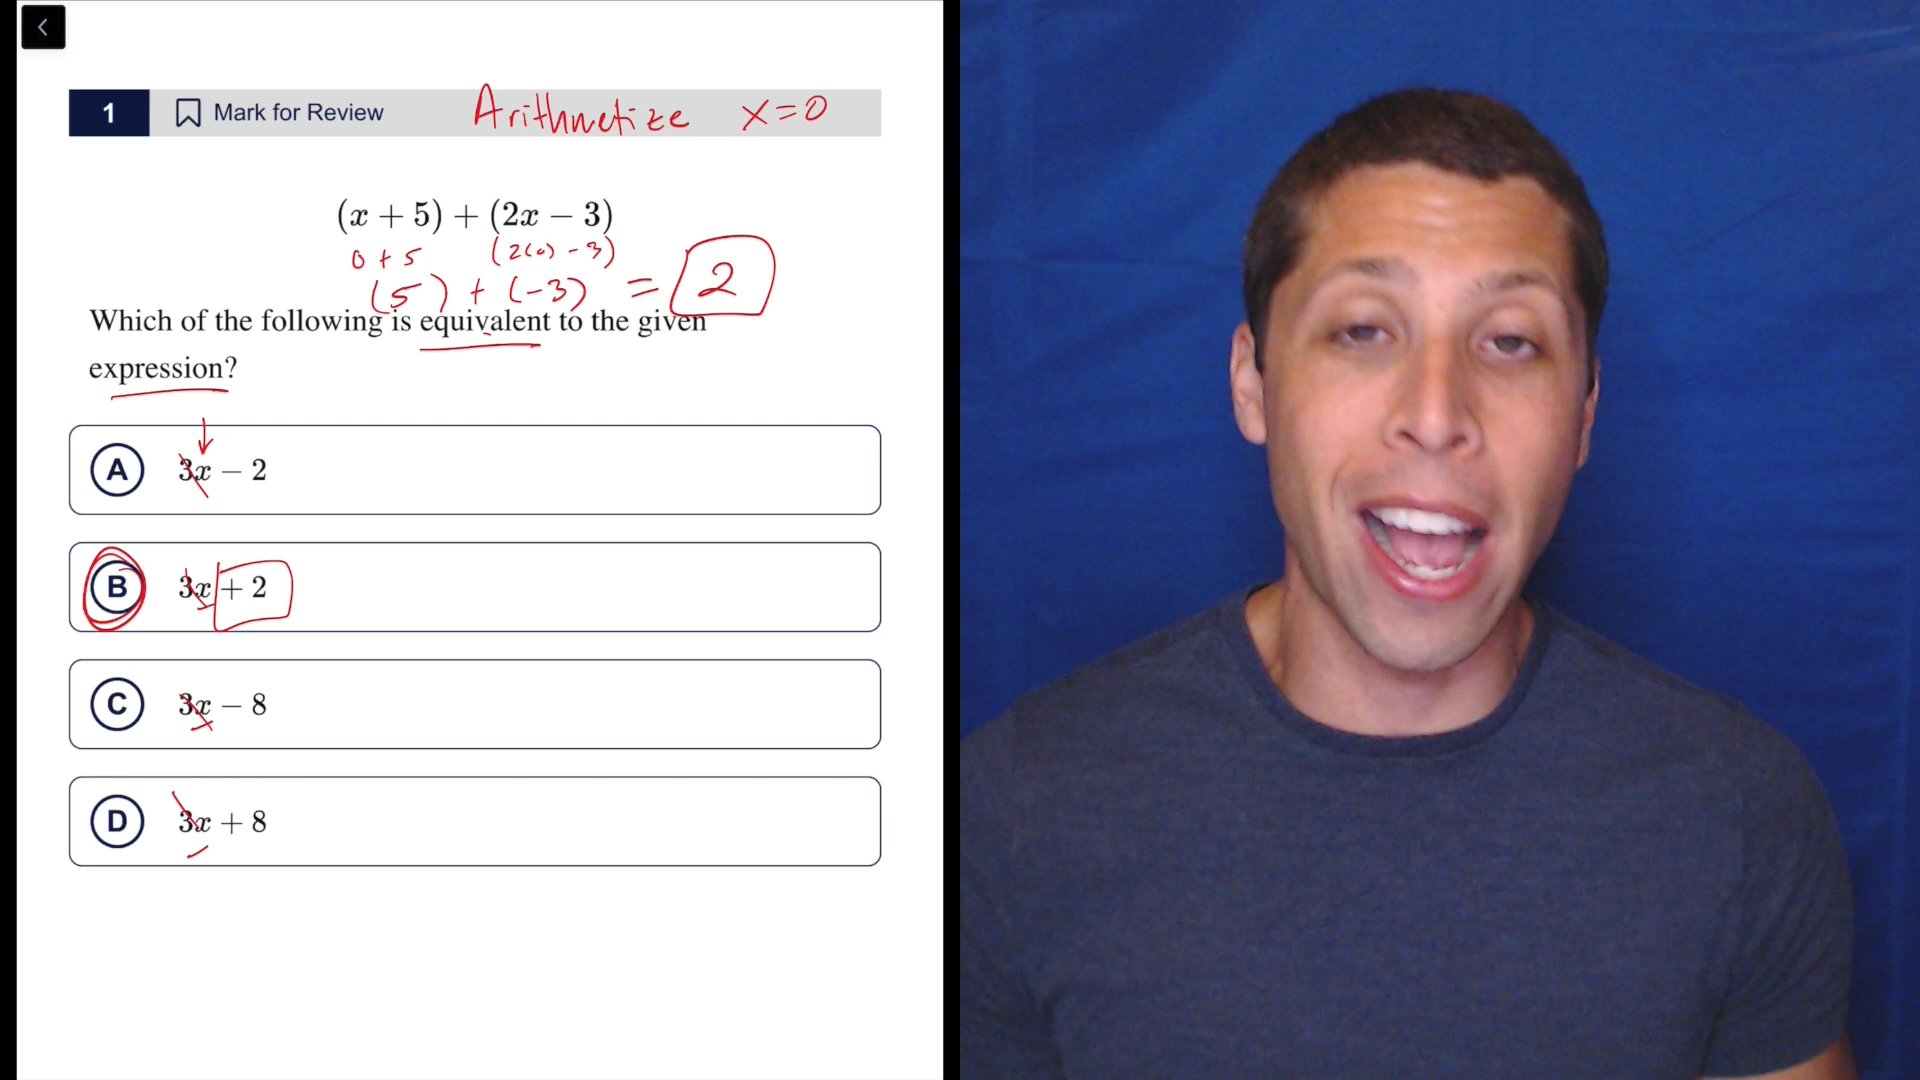 1 Mark for Review Arithmetize x=0
(x + 5) + (2x − 3)
0 + 5 (2(0) - 3)
(5) + (-3) = 2
Which of the following is equivalent to the given
expression?
A 3x − 2
B 3x + 2
C 3x − 8
D 3x + 8